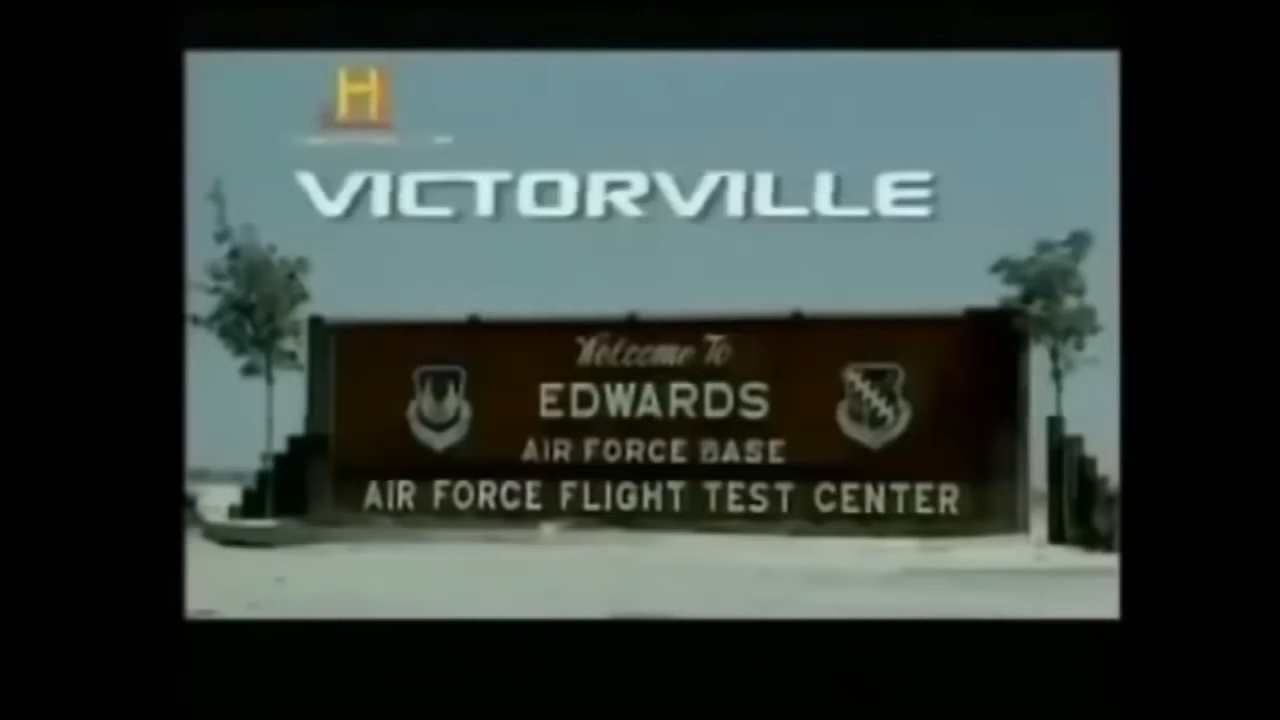 H
VICTORVILLE
Welcome To
EDWARDS
AIR FORCE BASE
AIR FORCE FLIGHT TEST CENTER